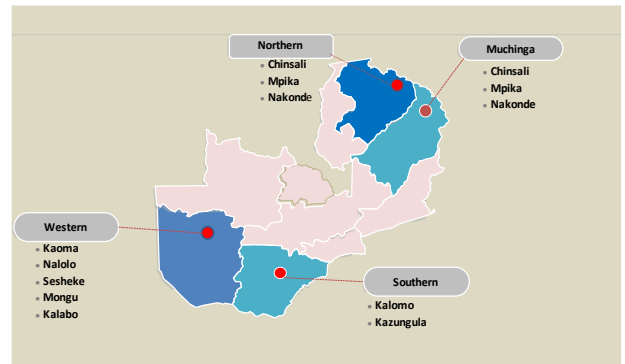 Northern
• Chinsali
• Mpika
• Nakonde
Muchinga
• Chinsali
• Mpika
• Nakonde
Western
• Kaoma
• Nalolo
• Sesheke
• Mongu
• Kalabo
Southern
• Kalomo
• Kazungula